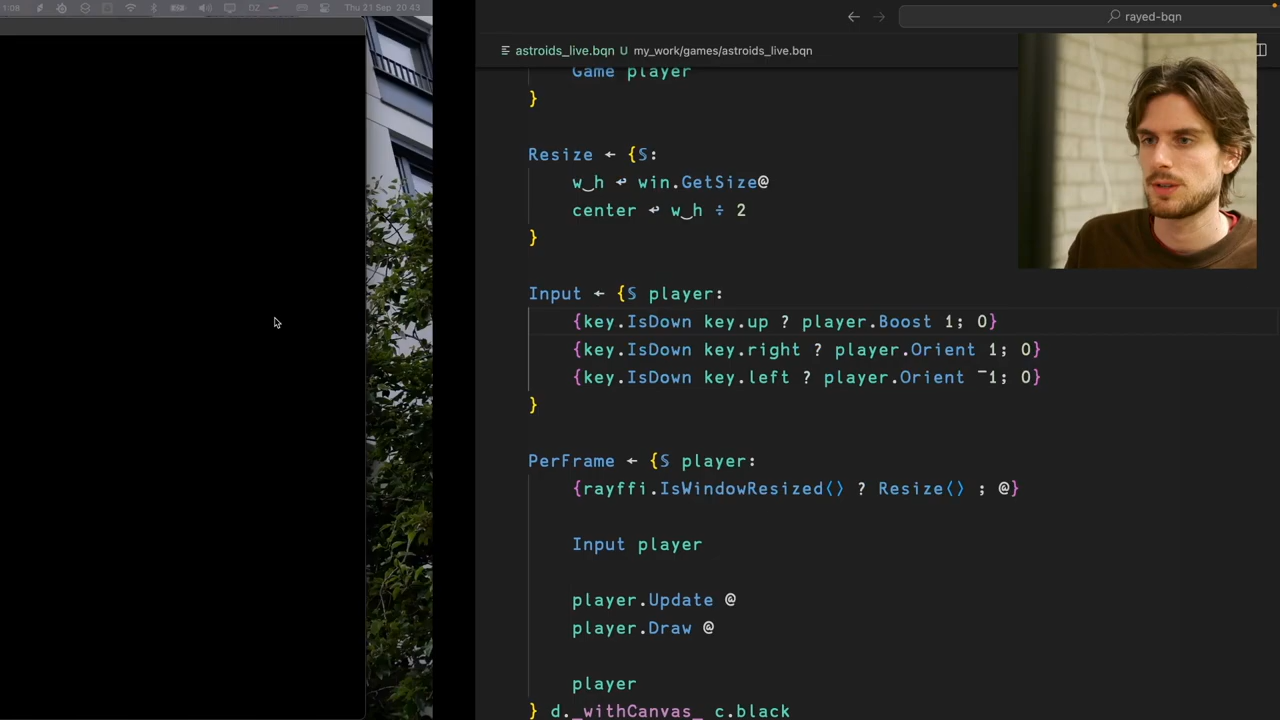 1:08 DZ Thu 21 Sep 20 43
rayed-bqn
astroids_live.bqn U my_work/games/astroids_live.bqn
Game player
}
Resize ← {𝕊:
w‿h ↩ win.GetSize@
center ↩ w‿h ÷ 2
}
Input ← {𝕊 player:
{key.IsDown key.up ? player.Boost 1; 0}
{key.IsDown key.right ? player.Orient 1; 0}
{key.IsDown key.left ? player.Orient ¯1; 0}
}
PerFrame ← {𝕊 player:
{rayffi.IsWindowResized⟨⟩ ? Resize⟨⟩ ; @}
Input player
player.Update @
player.Draw @
player
} d._withCanvas_ c.black